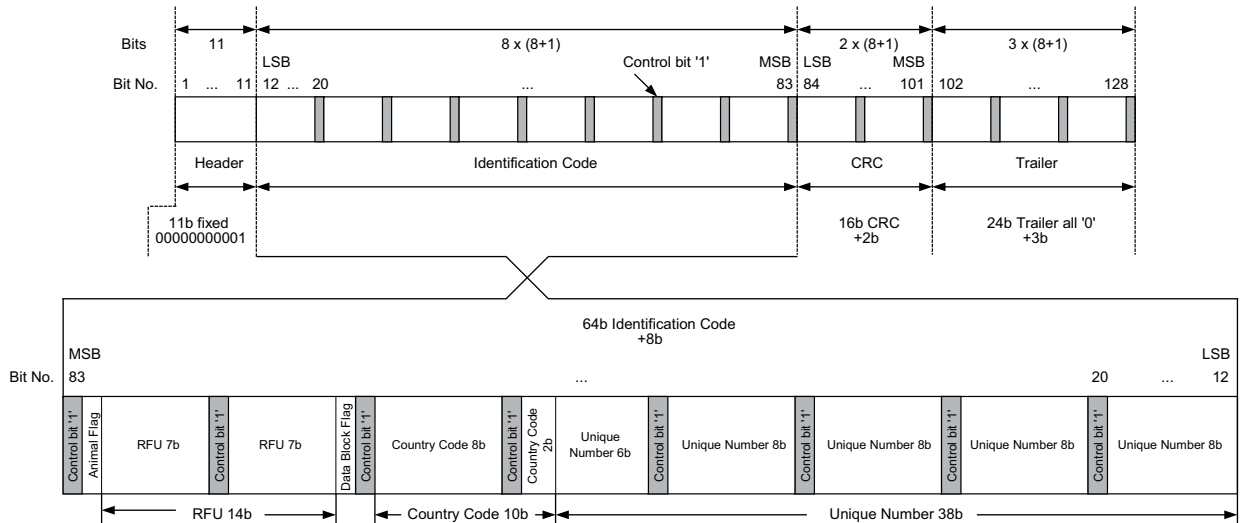 Bits 11 8 x (8+1) 2 x (8+1) 3 x (8+1)
LSB Control bit '1' MSB LSB MSB
Bit No. 1 ... 11 12 ... 20 ... 83 84 ... 101 102 ... 128
Header Identification Code CRC Trailer
11b fixed
00000000001
16b CRC
+2b
24b Trailer all '0'
+3b
64b Identification Code
+8b
MSB LSB
Bit No. 83 ... 20 ... 12
Control bit '1'
Animal Flag
RFU 7b
Control bit '1'
RFU 7b
Data Block Flag
Control bit '1'
Country Code 8b
Control bit '1'
Country Code
2b
Unique
Number 6b
Control bit '1'
Unique Number 8b
Control bit '1'
Unique Number 8b
Control bit '1'
Unique Number 8b
Control bit '1'
Unique Number 8b
RFU 14b Country Code 10b Unique Number 38b